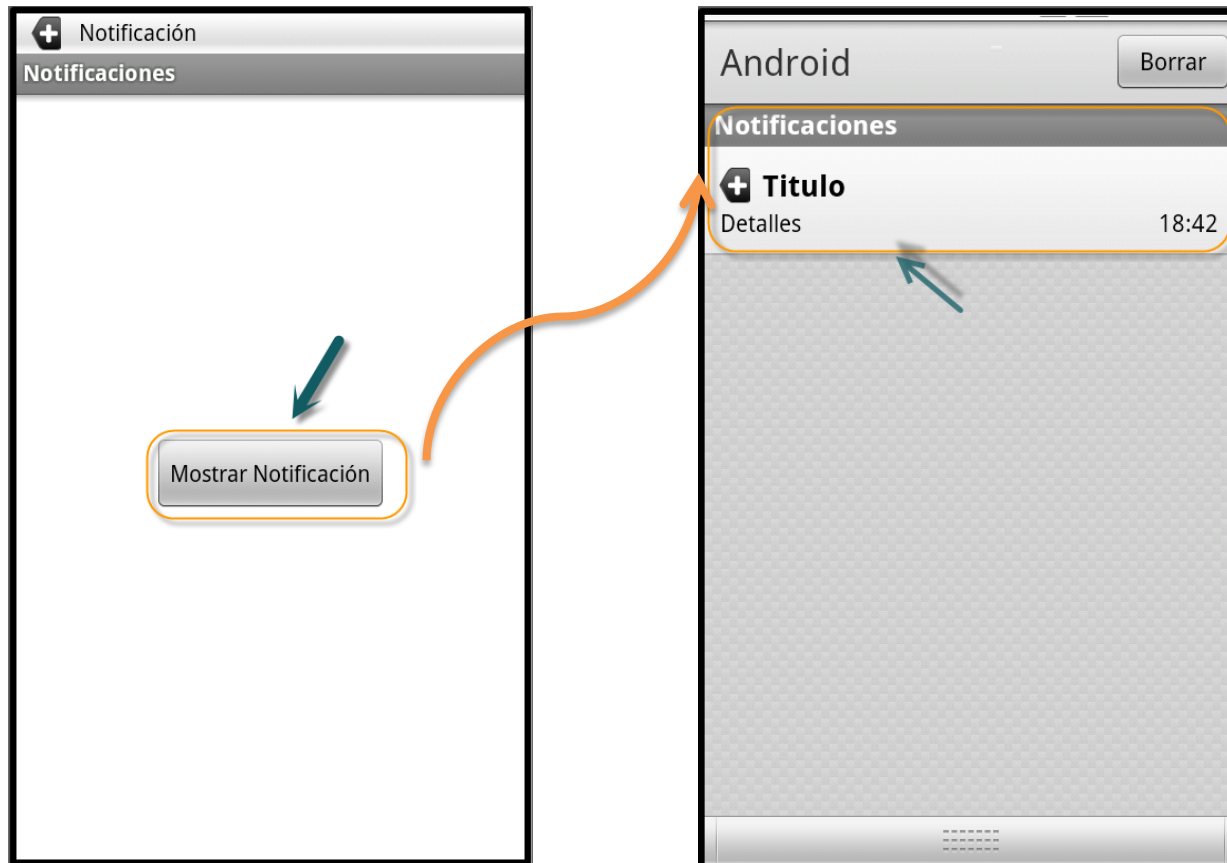 Notificación
Notificaciones
Mostrar Notificación
Android
Borrar
Notificaciones
Titulo
Detalles 18:42